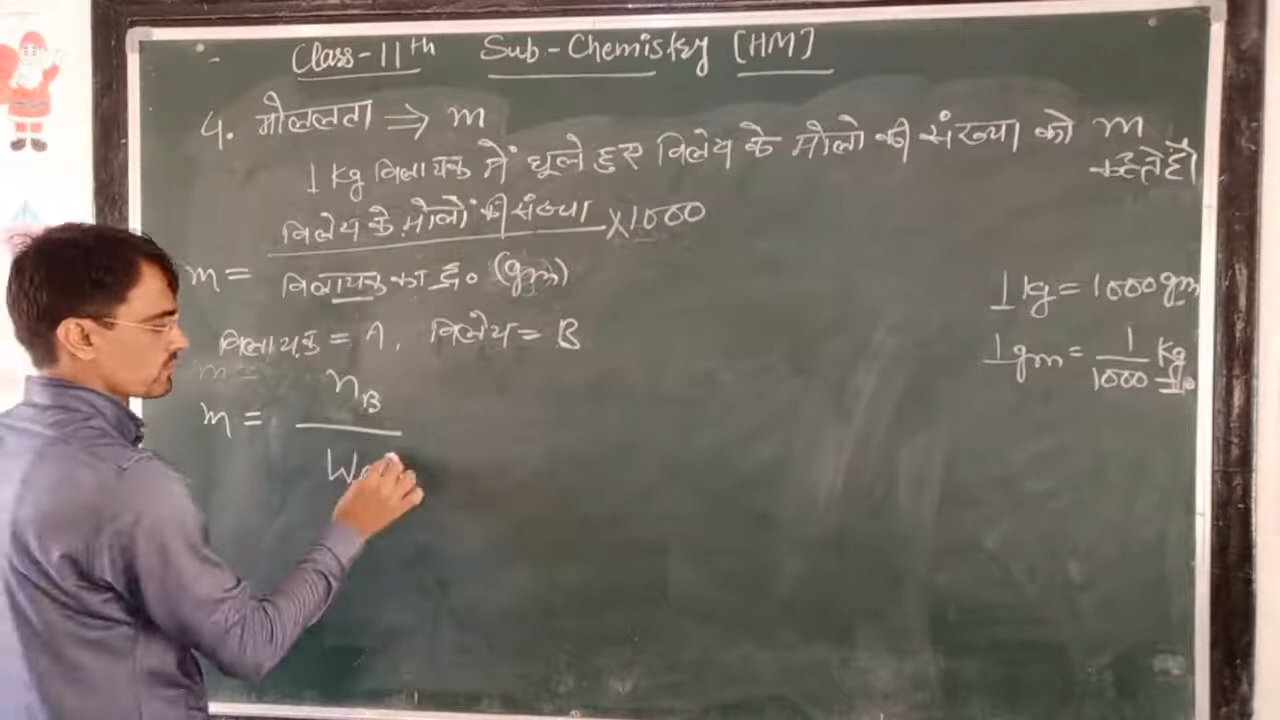 Class-11th Sub-Chemistry [HM]
4. मोललता ⇒ m
1 Kg विलायक में घूले हुए विलेय के मोलो की संख्या को m
कहते हैं।
विलेय के मोलों की संख्या ×1000
m =
विलायक का द्र० (gm)
1 Kg = 1000 gm
विलायक = A, विलेय = B
1 gm = 1/1000 Kg
m =
m = nB
W